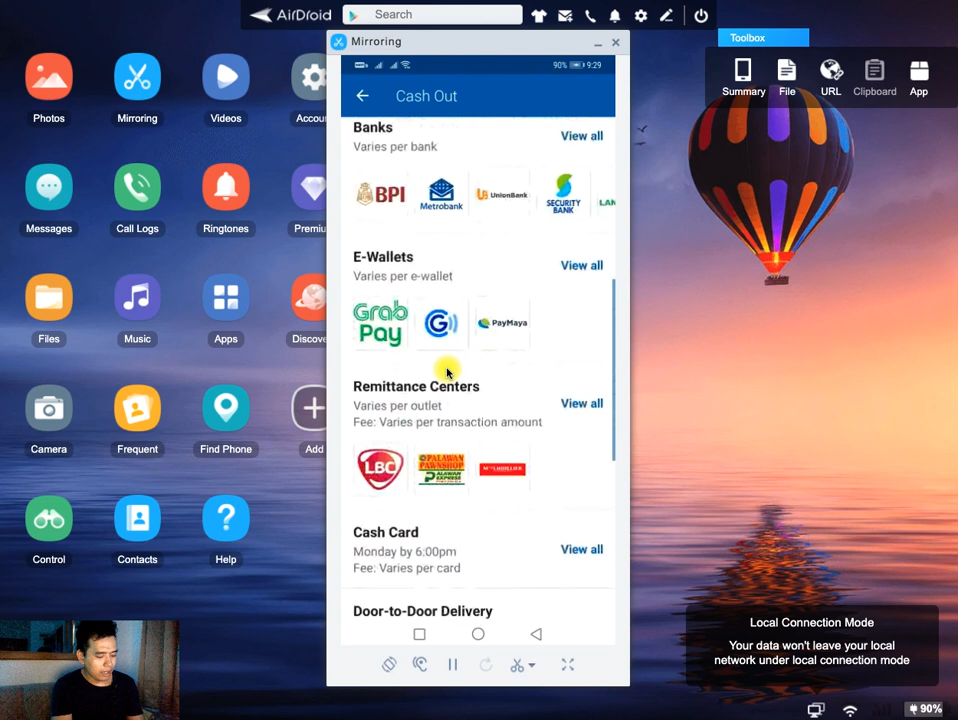 AirDroid
Search
Toolbox
Mirroring
Summary
File
URL
Clipboard
App
90% 9:29
Cash Out
Photos
Mirroring
Videos
Accou
Banks
View all
Varies per bank
BPI
Metrobank
UnionBank
SECURITY
BANK
LAN
Messages
Call Logs
Ringtones
Premiu
E-Wallets
View all
Varies per e-wallet
Grab
Pay
PayMaya
Files
Music
Apps
Discove
Remittance Centers
Varies per outlet
View all
Fee: Varies per transaction amount
LBC
PALAWAN
PAWNSHOP
PALAWAN
EXPRESS
Camera
Frequent
Find Phone
Add
Cash Card
Monday by 6:00pm
View all
Fee: Varies per card
Control
Contacts
Help
Door-to-Door Delivery
Local Connection Mode
Your data won't leave your local
network under local connection mode
90%